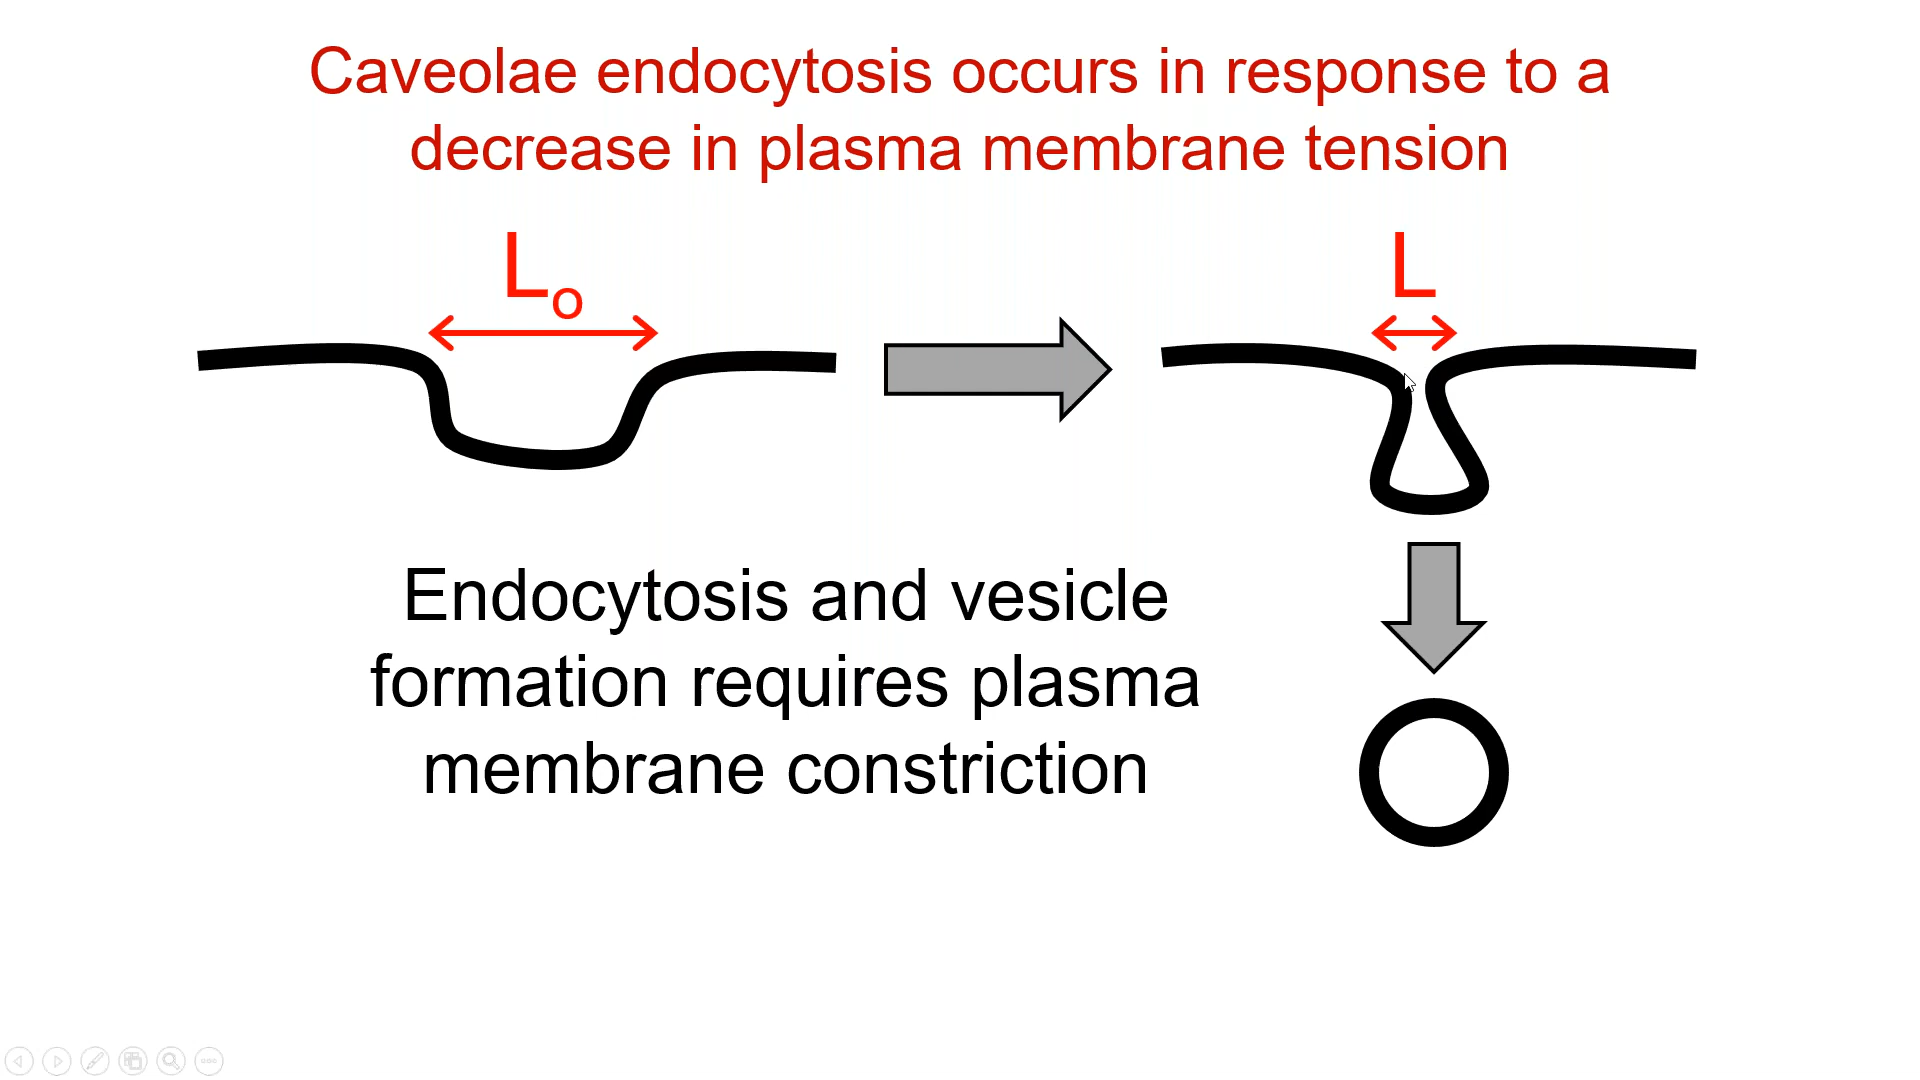 Caveolae endocytosis occurs in response to a
decrease in plasma membrane tension
Lo
L
Endocytosis and vesicle
formation requires plasma
membrane constriction